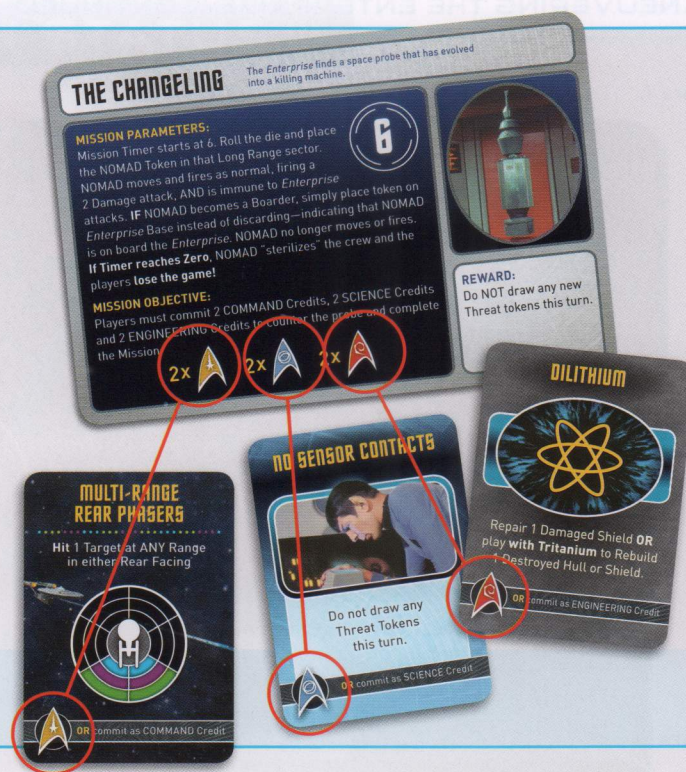 THE CHANGELING
The Enterprise finds a space probe that has evolved
into a killing machine.
MISSION PARAMETERS:
Mission Timer starts at 6. Roll the die and place
the NOMAD Token in that Long Range sector.
NOMAD moves and fires as normal, firing a
2 Damage attack, AND is immune to Enterprise
attacks. IF NOMAD becomes a Boarder, simply place token on
Enterprise Base instead of discarding—indicating that NOMAD
is on board the Enterprise. NOMAD no longer moves or fires.
If Timer reaches Zero, NOMAD "sterilizes" the crew and the
players lose the game!
6
MISSION OBJECTIVE:
Players must commit 2 COMMAND Credits, 2 SCIENCE Credits
and 2 ENGINEERING Credits to counter the probe and complete
the Mission
2x 2x 2x
REWARD:
Do NOT draw any new
Threat tokens this turn.
MULTI-RANGE
REAR PHASERS
Hit 1 Target at ANY Range
in either Rear Facing
OR commit as COMMAND Credit
NO SENSOR CONTACTS
Do not draw any
Threat Tokens
this turn.
OR commit as SCIENCE Credit
DILITHIUM
Repair 1 Damaged Shield OR
play with Tritanium to Rebuild
1 Destroyed Hull or Shield.
OR commit as ENGINEERING Credit